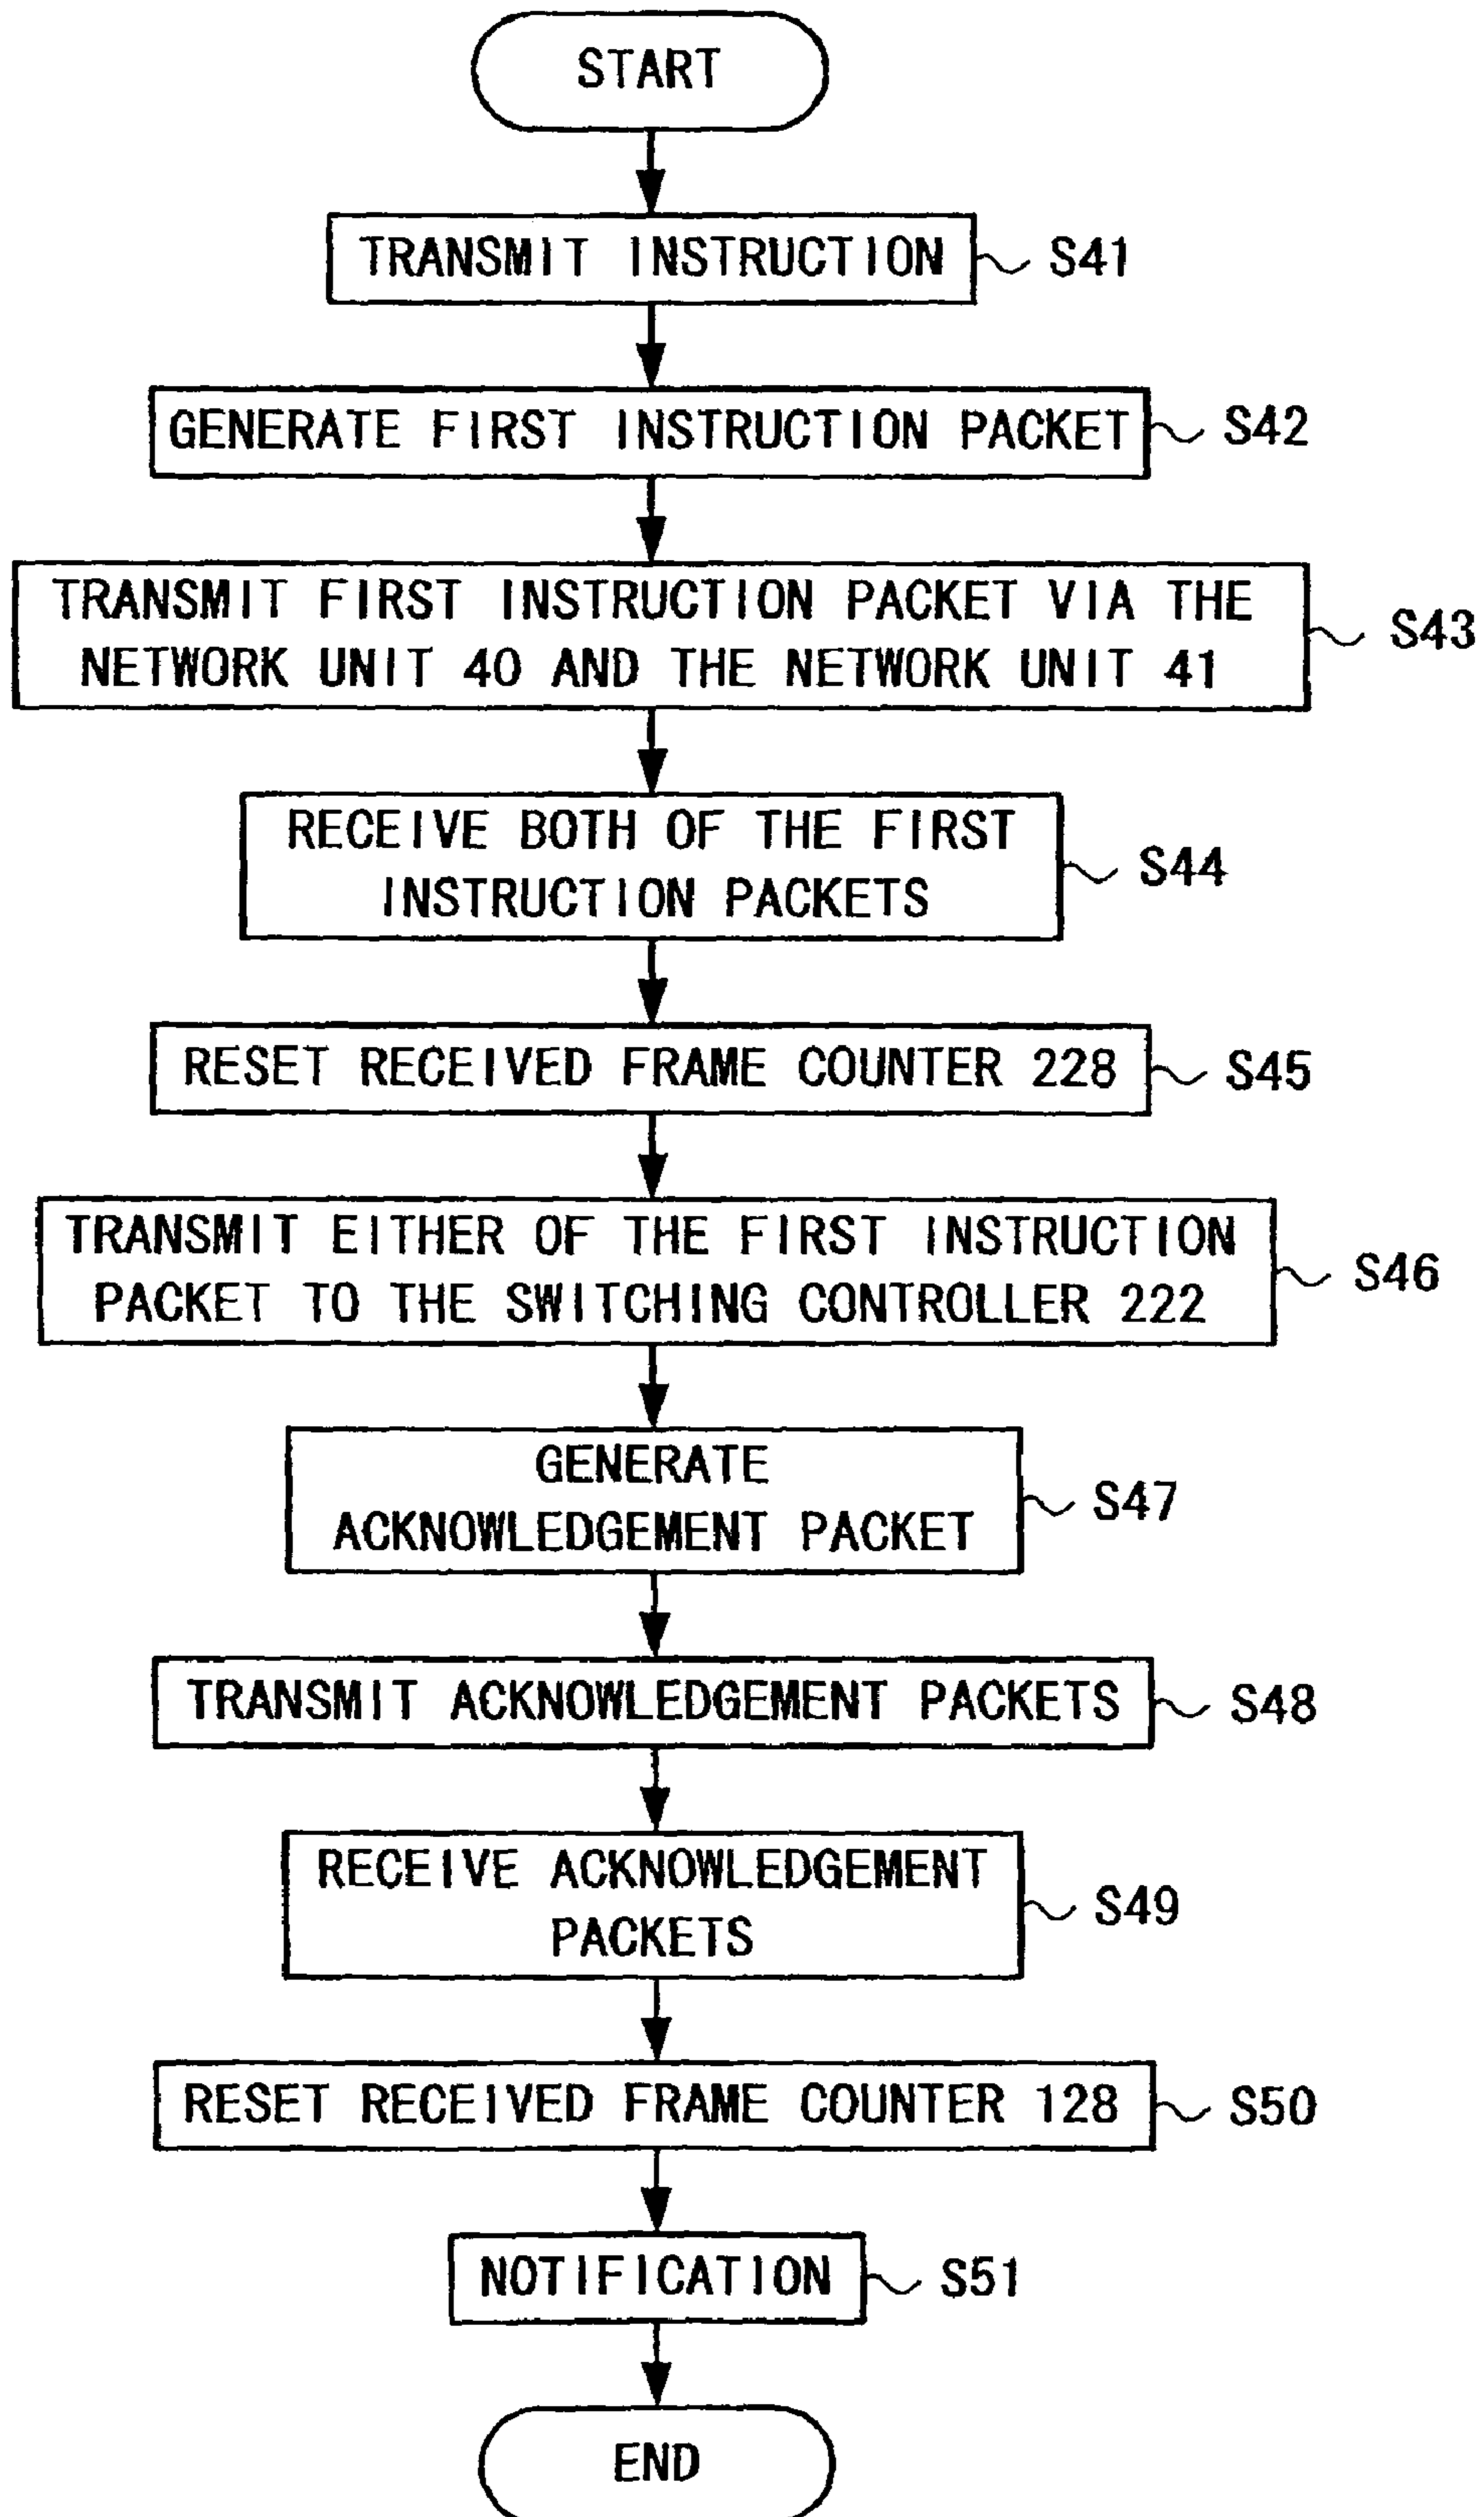 START
TRANSMIT INSTRUCTION
S41
GENERATE FIRST INSTRUCTION PACKET
S42
TRANSMIT FIRST INSTRUCTION PACKET VIA THE
NETWORK UNIT 40 AND THE NETWORK UNIT 41
S43
RECEIVE BOTH OF THE FIRST
INSTRUCTION PACKETS
S44
RESET RECEIVED FRAME COUNTER 228
S45
TRANSMIT EITHER OF THE FIRST INSTRUCTION
PACKET TO THE SWITCHING CONTROLLER 222
S46
GENERATE
ACKNOWLEDGEMENT PACKET
S47
TRANSMIT ACKNOWLEDGEMENT PACKETS
S48
RECEIVE ACKNOWLEDGEMENT
PACKETS
S49
RESET RECEIVED FRAME COUNTER 128
S50
NOTIFICATION
S51
END